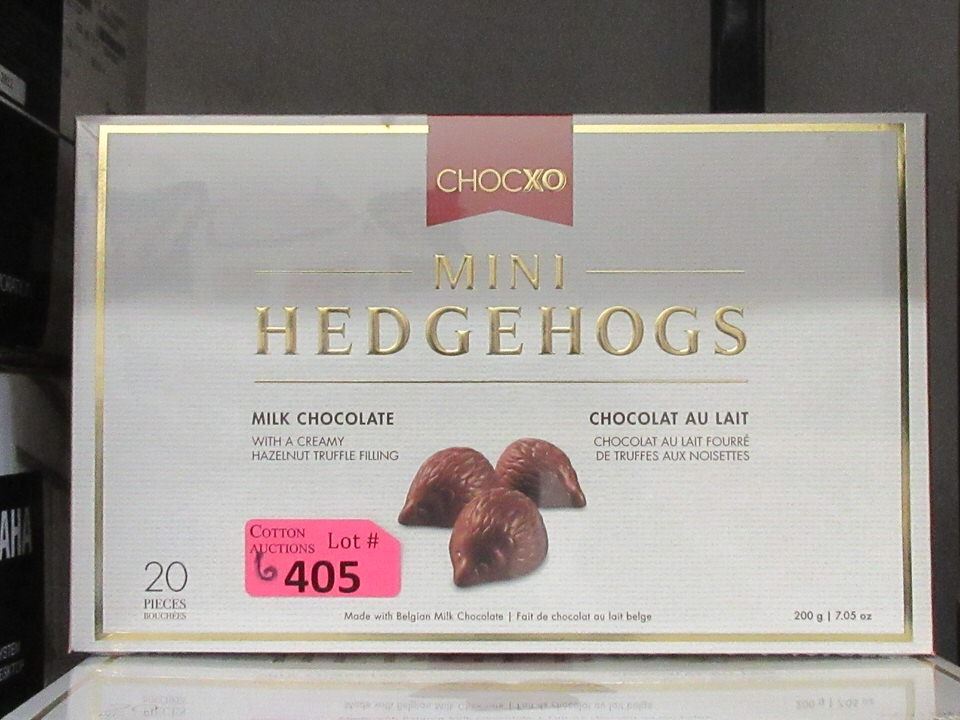 CHOCXO
MINI
HEDGEHOGS
MILK CHOCOLATE
WITH A CREAMY
HAZELNUT TRUFFLE FILLING
CHOCOLAT AU LAIT
CHOCOLAT AU LAIT FOURRÉ
DE TRUFFES AUX NOISETTES
COTTON
AUCTIONS
Lot #
6
405
20
PIECES
BOUCHÉES
Made with Belgian Milk Chocolate | Fait de chocolat au lait belge
200 g | 7.05 oz
AHA